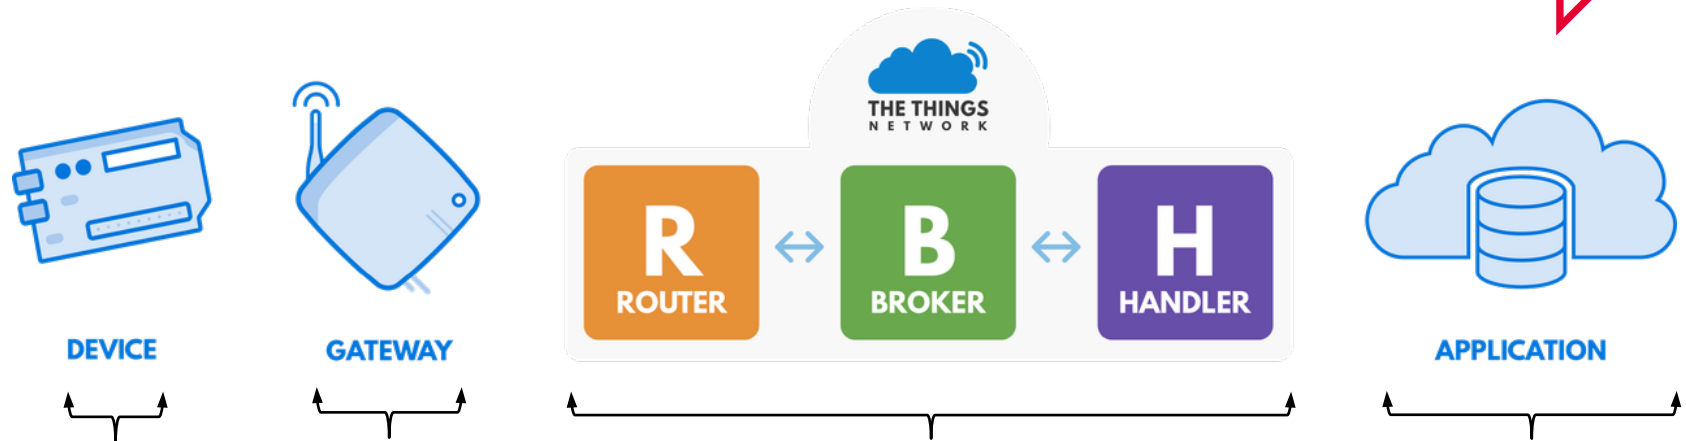 THE THINGS
NETWORK
R
ROUTER
B
BROKER
H
HANDLER
DEVICE
GATEWAY
APPLICATION